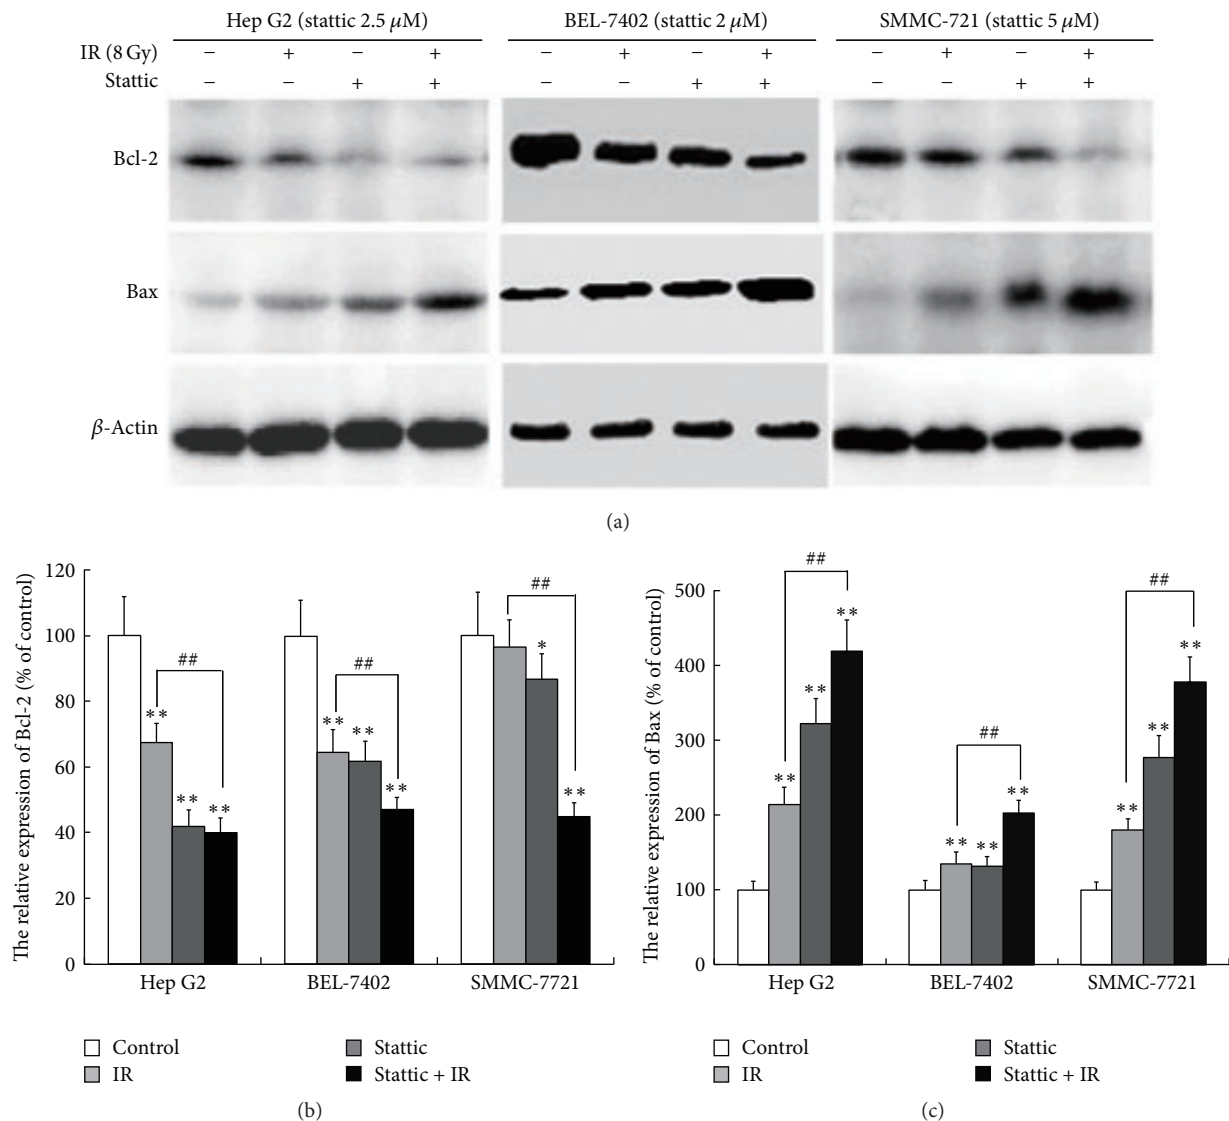 Hep G2 (stattic 2.5 μM) BEL-7402 (stattic 2 μM) SMMC-721 (stattic 5 μM)
IR (8 Gy) − + − + − + − + − + − +
Stattic − − + + − − + + − − + +
Bcl-2
Bax
β-Actin
(a)
The relative expression of Bcl-2 (% of control)
120
100
80
60
40
20
0
##
**
**
**
##
**
**
**
##
*
**
Hep G2 BEL-7402 SMMC-7721
Control Stattic
IR Stattic + IR
(b)
The relative expression of Bax (% of control)
500
400
300
200
100
0
##
**
**
**
##
**
**
**
##
**
**
**
Hep G2 BEL-7402 SMMC-7721
Control Stattic
IR Stattic + IR
(c)